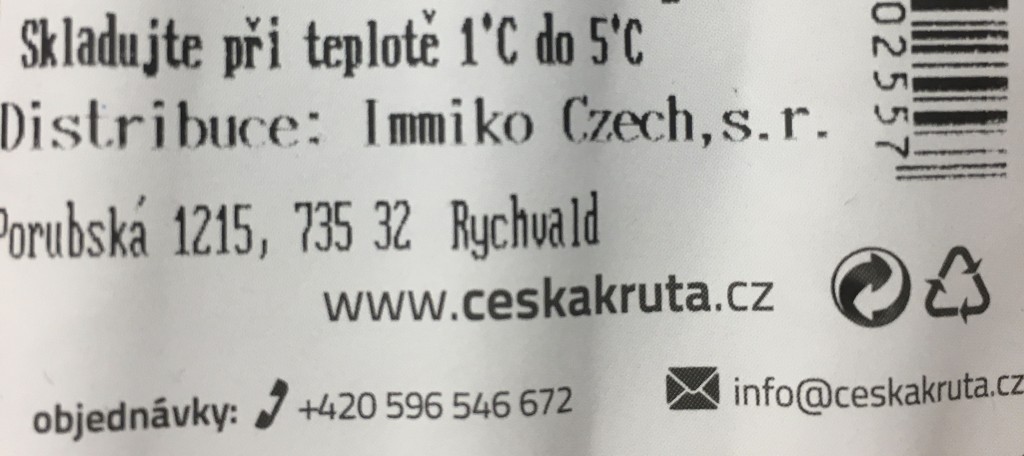 Skladujte při teplotě 1°C do 5°C
Distribuce: Immiko Czech,s.r.
Porubská 1215, 735 32 Rychvald
www.ceskakruta.cz
objednávky: +420 596 546 672
info@ceskakruta.cz
02557